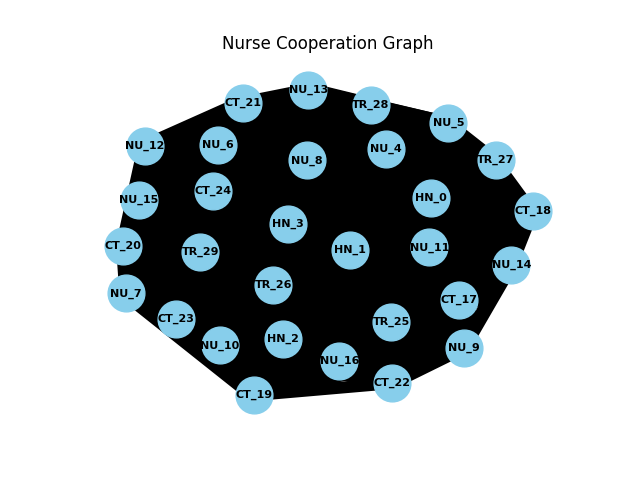 Nurse Cooperation Graph
NU_13
CT_21
TR_28
NU_5
NU_12
NU_6
NU_4
NU_8
TR_27
CT_24
HN_0
NU_15
CT_18
HN_3
CT_20
TR_29
HN_1
NU_11
NU_14
TR_26
NU_7
CT_17
CT_23
TR_25
NU_10
HN_2
NU_9
NU_16
CT_22
CT_19